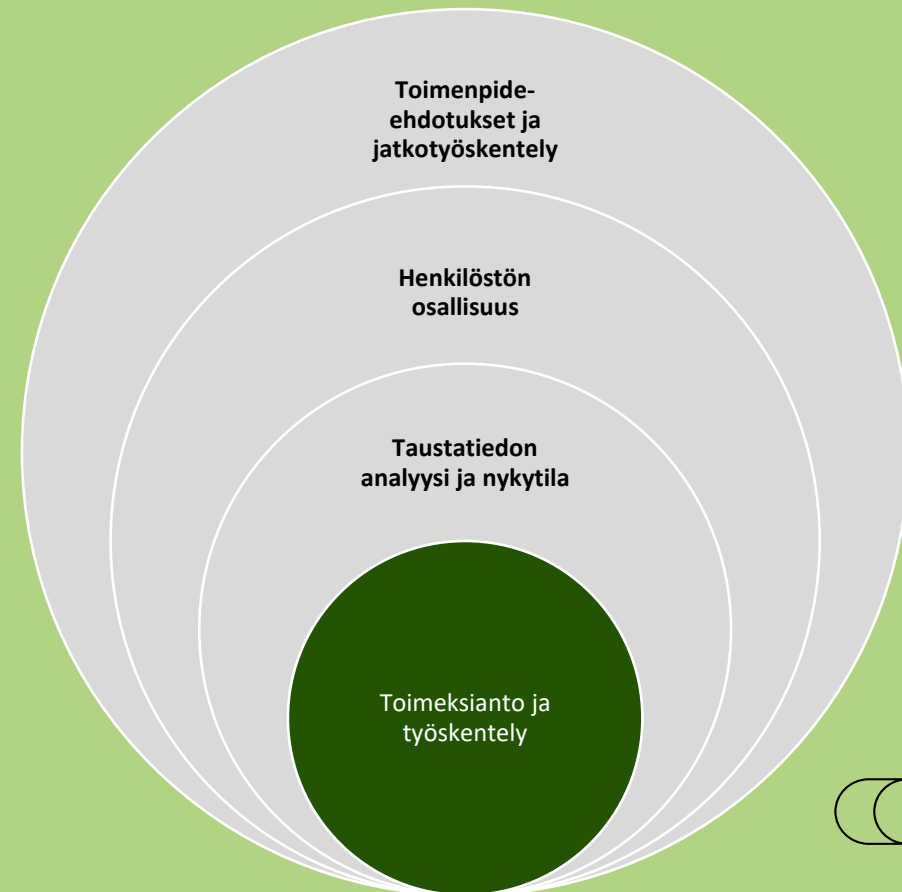 Toimenpide-
ehdotukset ja
jatkotyöskentely
Henkilöstön
osallisuus
Taustatiedon
analyysi ja nykytila
Toimeksianto ja
työskentely